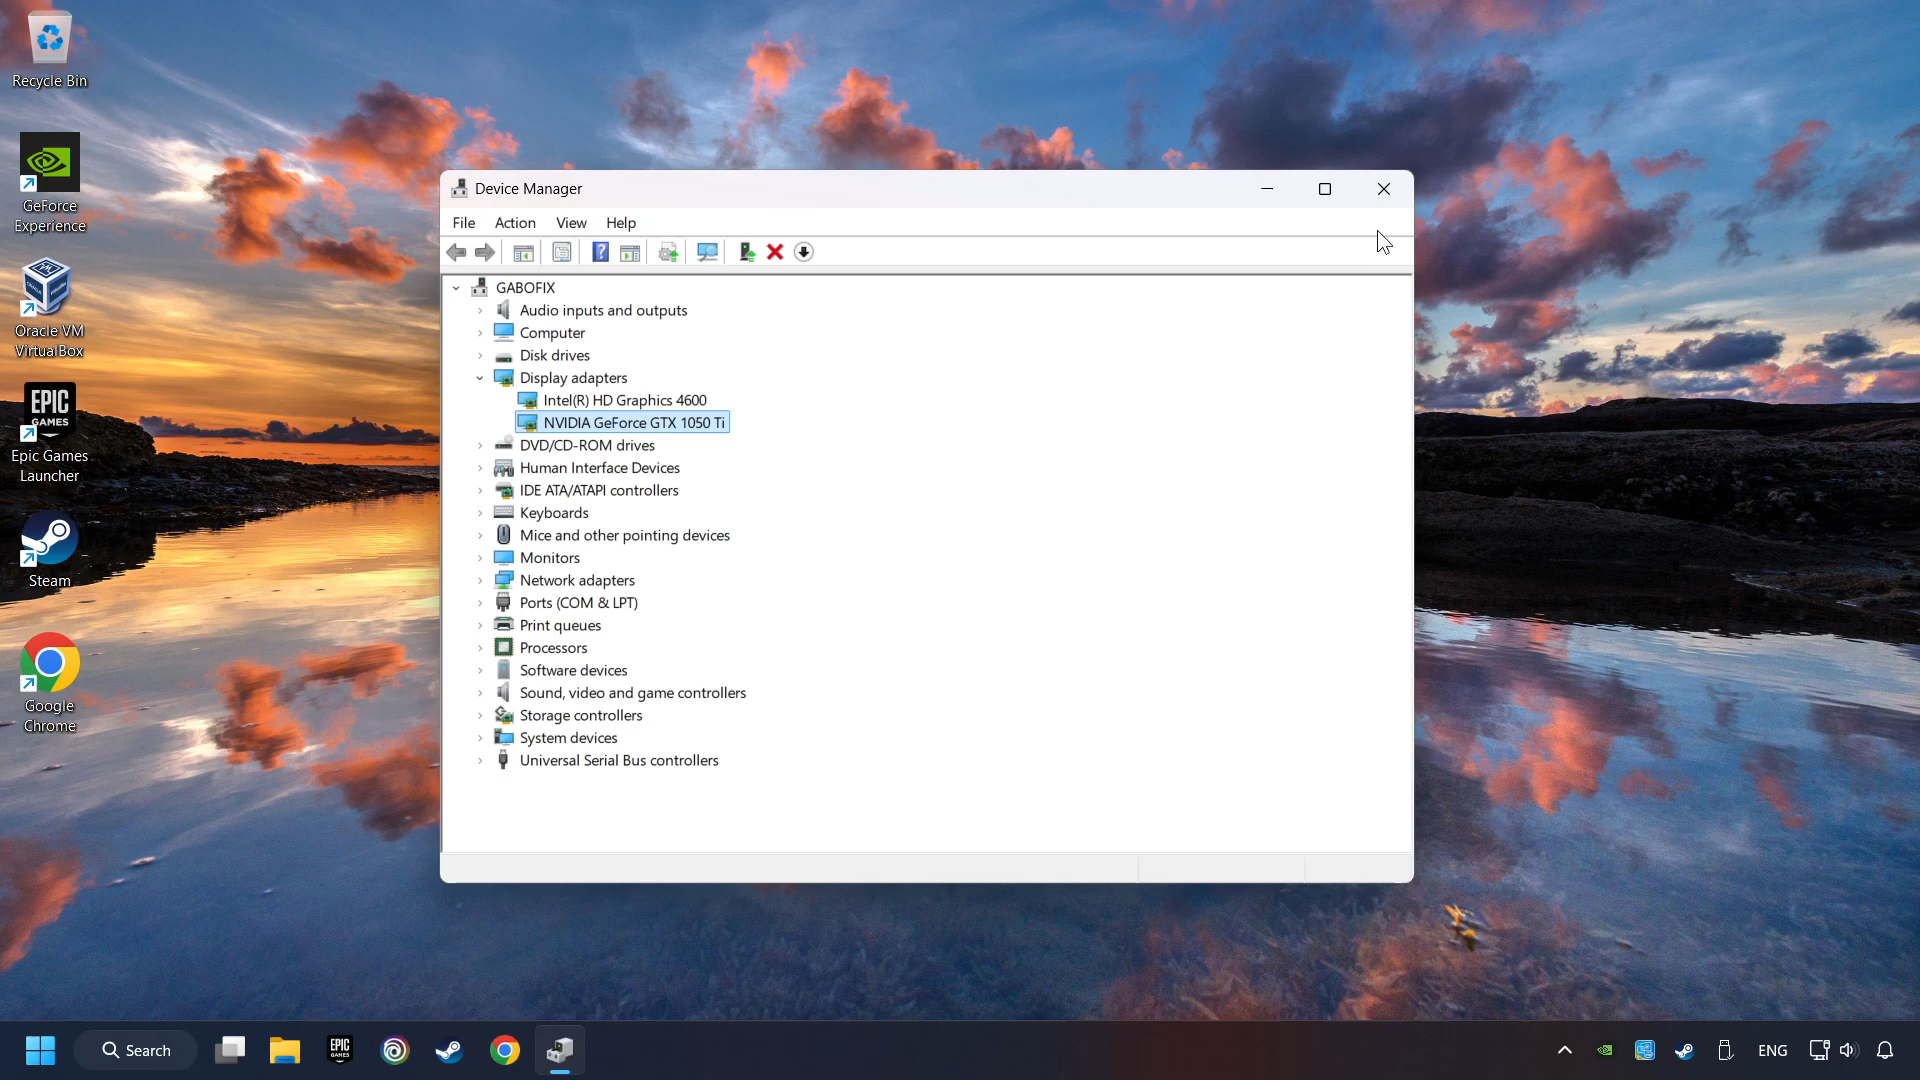 Recycle Bin
GeForce
Experience
Oracle VM
VirtualBox
EPIC
GAMES
Epic Games
Launcher
Steam
Google
Chrome
Device Manager
File Action View Help
GABOFIX
Audio inputs and outputs
Computer
Disk drives
Display adapters
Intel(R) HD Graphics 4600
NVIDIA GeForce GTX 1050 Ti
DVD/CD-ROM drives
Human Interface Devices
IDE ATA/ATAPI controllers
Keyboards
Mice and other pointing devices
Monitors
Network adapters
Ports (COM & LPT)
Print queues
Processors
Software devices
Sound, video and game controllers
Storage controllers
System devices
Universal Serial Bus controllers
Search
EPIC
GAMES
ENG